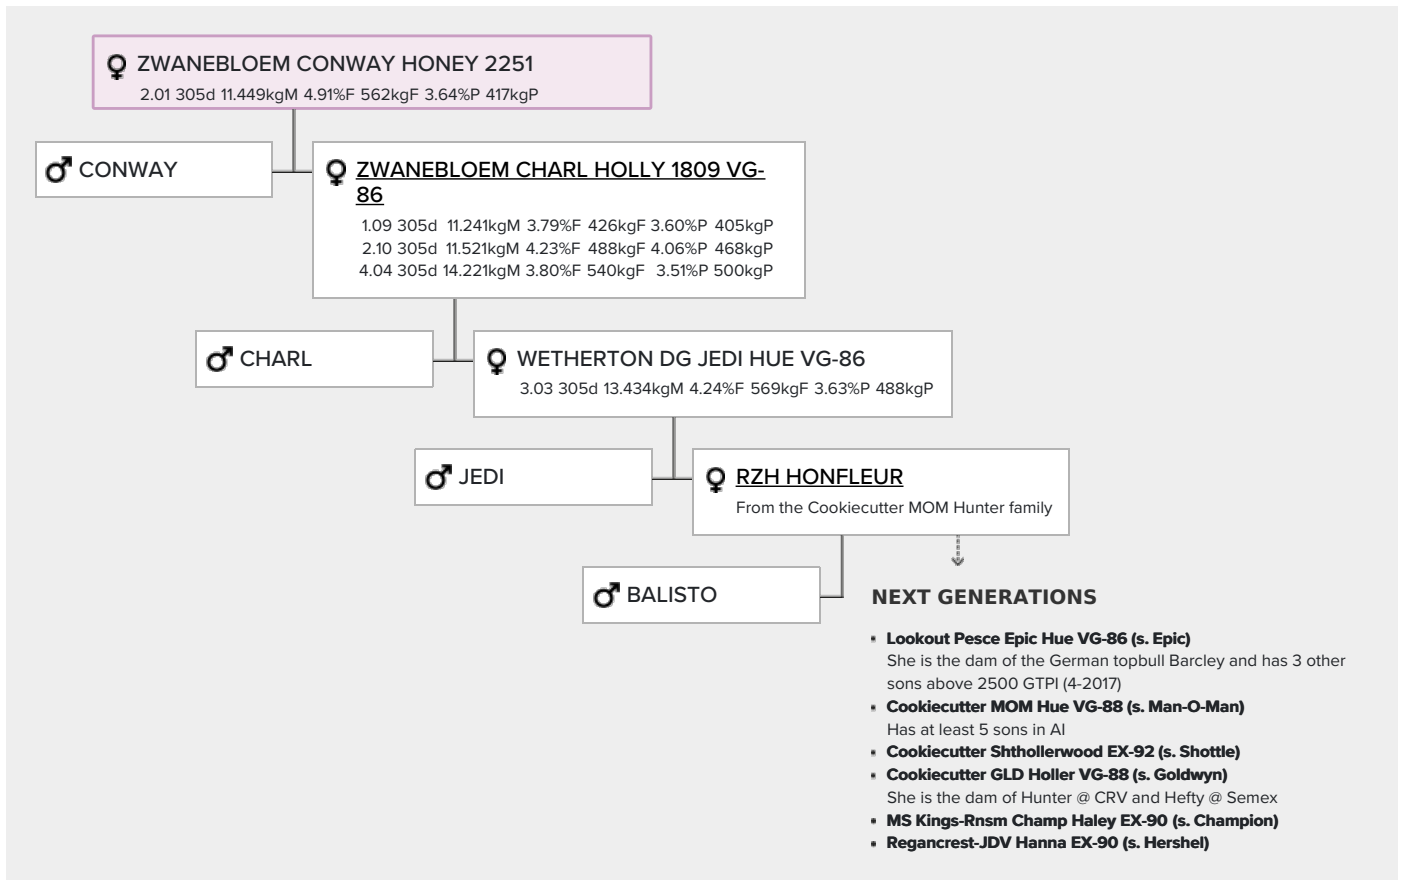 ZWANEBLOEM CONWAY HONEY 2251
2.01 305d 11.449kgM 4.91%F 562kgF 3.64%P 417kgP
CONWAY
ZWANEBLOEM CHARL HOLLY 1809 VG-
86
1.09 305d 11.241kgM 3.79%F 426kgF 3.60%P 405kgP
2.10 305d 11.521kgM 4.23%F 488kgF 4.06%P 468kgP
4.04 305d 14.221kgM 3.80%F 540kgF 3.51%P 500kgP
CHARL
WETHERTON DG JEDI HUE VG-86
3.03 305d 13.434kgM 4.24%F 569kgF 3.63%P 488kgP
JEDI
RZH HONFLEUR
From the Cookiecutter MOM Hunter family
BALISTO
NEXT GENERATIONS
Lookout Pesce Epic Hue VG-86 (s. Epic)
She is the dam of the German topbull Barcley and has 3 other
sons above 2500 GTPI (4-2017)
Cookiecutter MOM Hue VG-88 (s. Man-O-Man)
Has at least 5 sons in AI
Cookiecutter Shthollerwood EX-92 (s. Shottle)
Cookiecutter GLD Holler VG-88 (s. Goldwyn)
She is the dam of Hunter @ CRV and Hefty @ Semex
MS Kings-Rnsm Champ Haley EX-90 (s. Champion)
Regancrest-JDV Hanna EX-90 (s. Hershel)